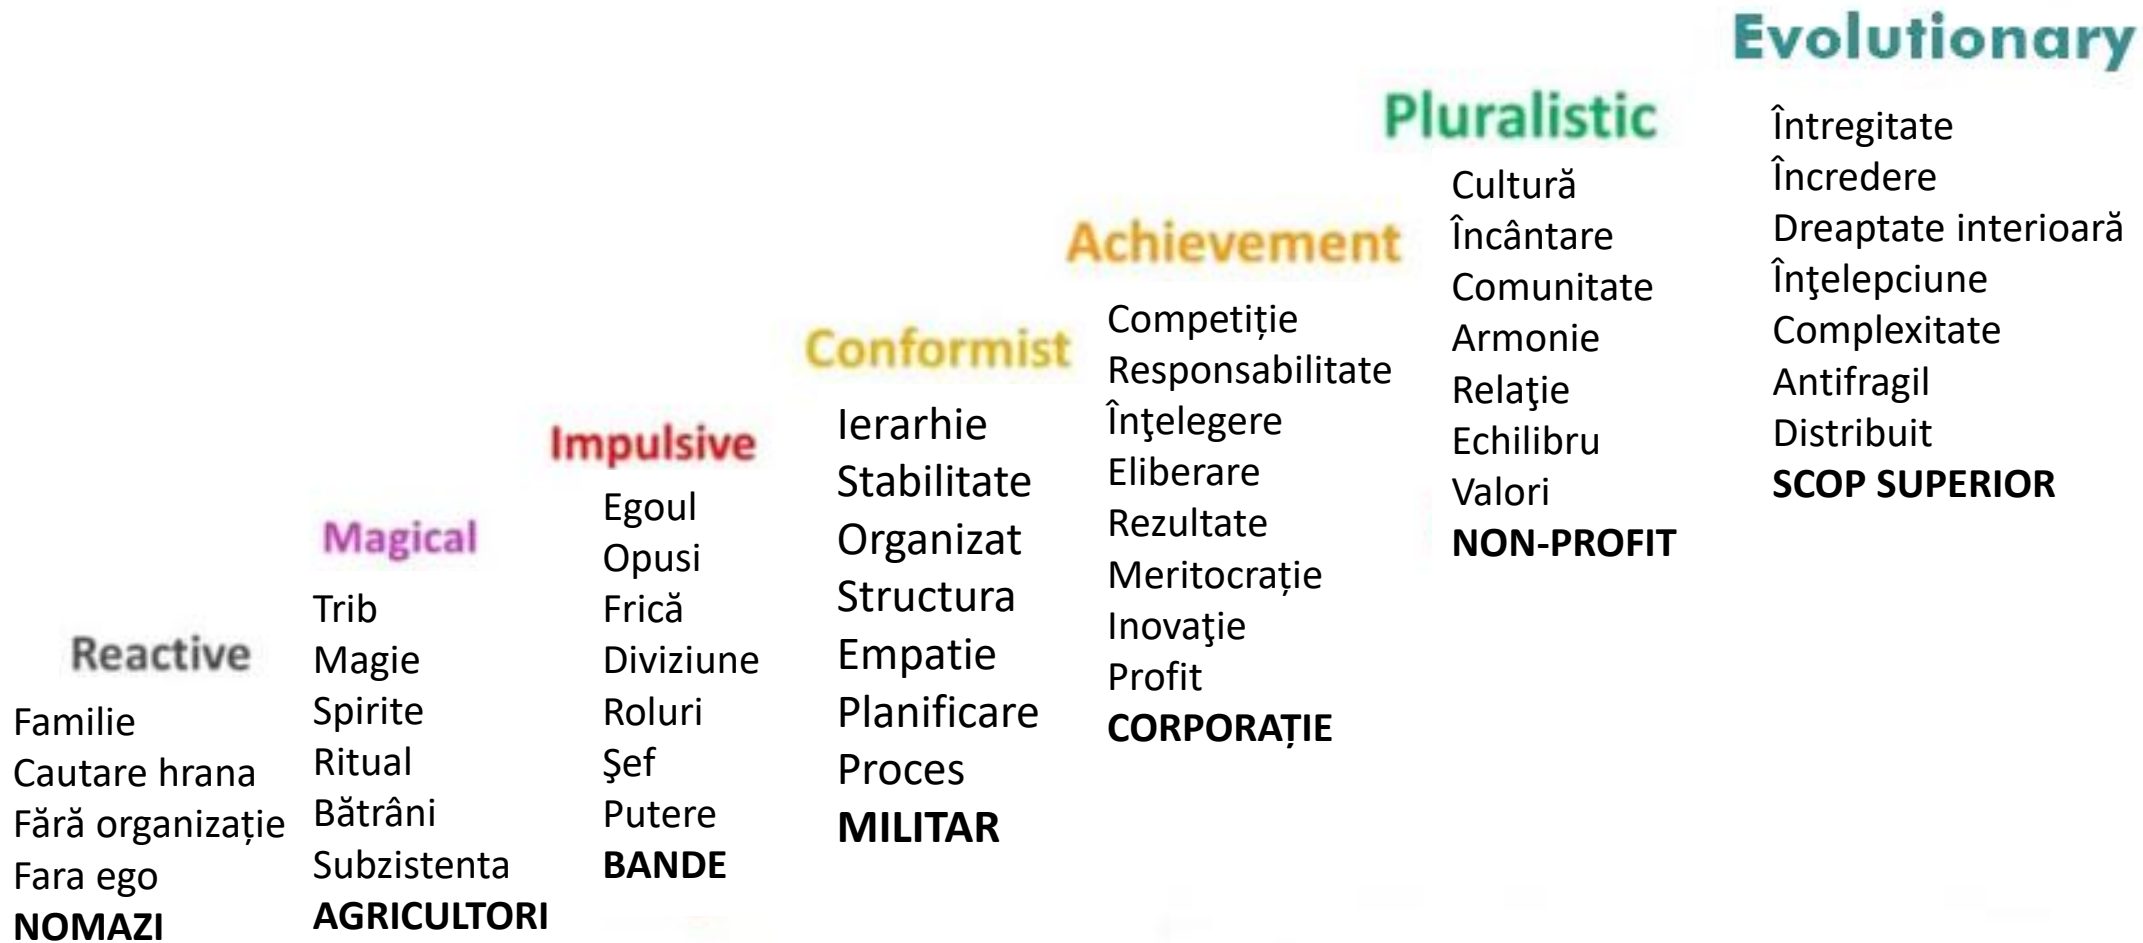 Reactive
Familie
Cautare hrana
Fără organizație
Fara ego
NOMAZI
Magical
Trib
Magie
Spirite
Ritual
Bătrâni
Subzistenta
AGRICULTORI
Impulsive
Egoul
Opusi
Frică
Diviziune
Roluri
Şef
Putere
BANDE
Conformist
Ierarhie
Stabilitate
Organizat
Structura
Empatie
Planificare
Proces
MILITAR
Achievement
Competiție
Responsabilitate
Înţelegere
Eliberare
Rezultate
Meritocrație
Inovaţie
Profit
CORPORAȚIE
Pluralistic
Cultură
Încântare
Comunitate
Armonie
Relaţie
Echilibru
Valori
NON-PROFIT
Evolutionary
Întregitate
Încredere
Dreaptate interioară
Înţelepciune
Complexitate
Antifragil
Distribuit
SCOP SUPERIOR